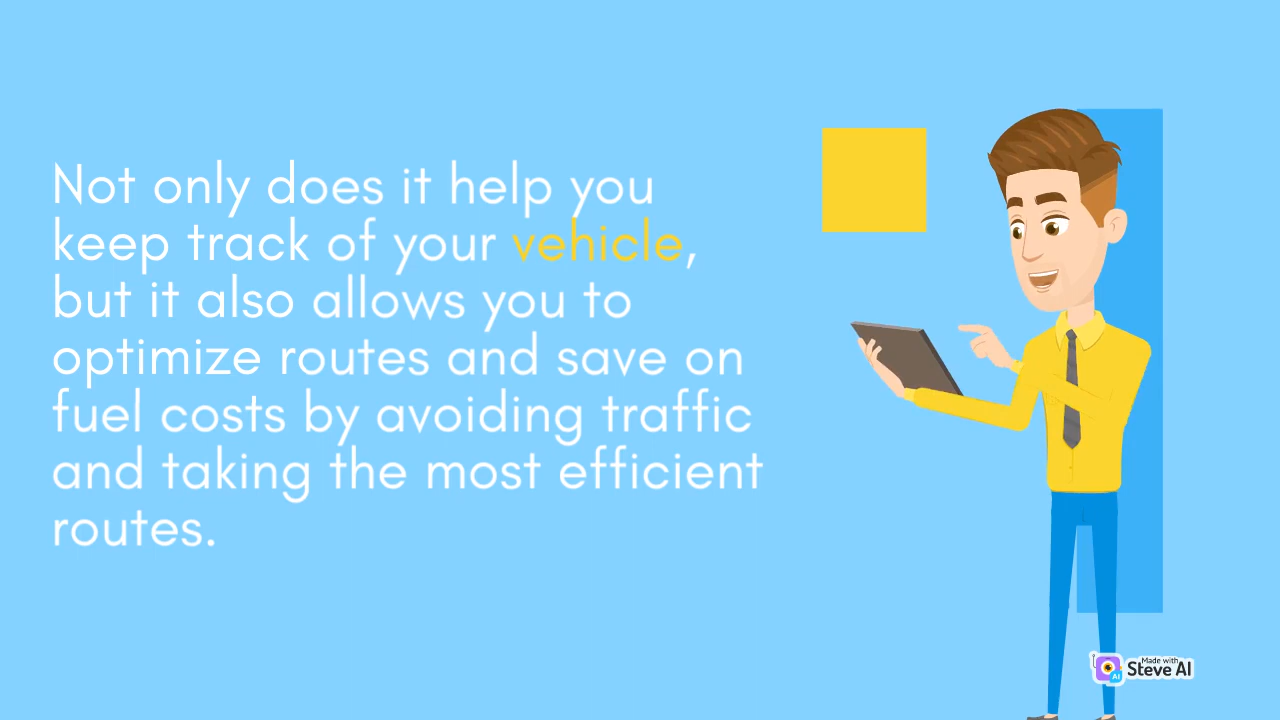 Not only does it help you
keep track of your vehicle,
but it also allows you to
optimize routes and save on
fuel costs by avoiding traffic
and taking the most efficient
routes.
Made with
Steve AI
AI